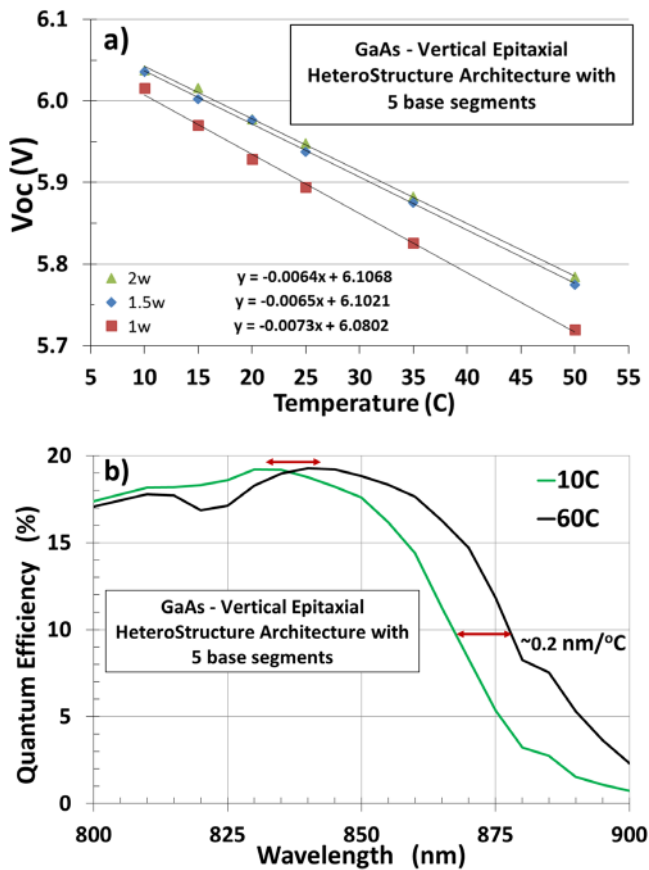 a)
GaAs - Vertical Epitaxial
HeteroStructure Architecture with
5 base segments
Voc (V)
6.1
6.0
5.9
5.8
5.7
2w y = -0.0064x + 6.1068
1.5w y = -0.0065x + 6.1021
1w y = -0.0073x + 6.0802
5 10 15 20 25 30 35 40 45 50 55
Temperature (C)
b)
Quantum Efficiency (%)
20
15
10
5
0
10C
60C
GaAs - Vertical Epitaxial
HeteroStructure Architecture with
5 base segments
~0.2 nm/°C
800 825 850 875 900
Wavelength (nm)